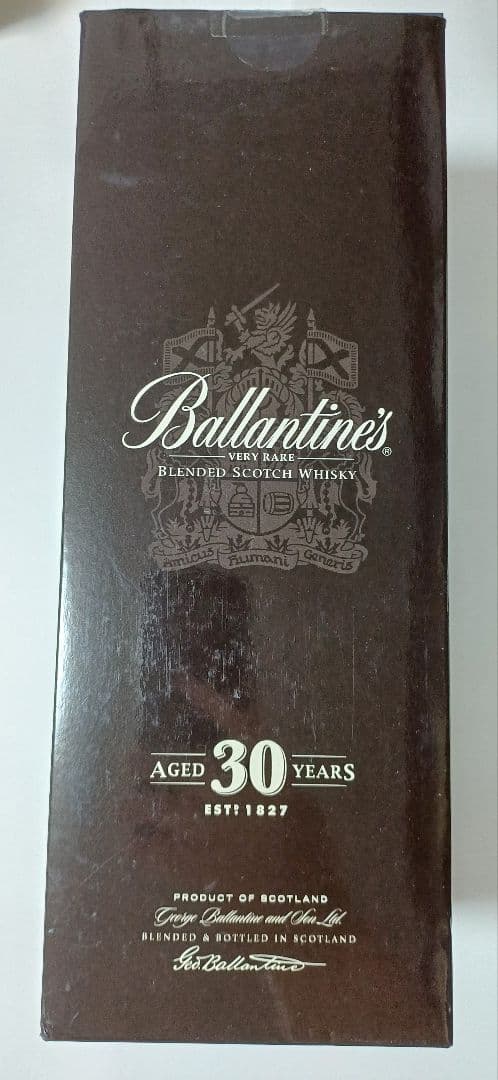 Ballantine's®
VERY RARE
BLENDED SCOTCH WHISKY
Amicus Humani Generis
AGED 30 YEARS
ESTD 1827
PRODUCT OF SCOTLAND
George Ballantine and Son Ltd.
BLENDED & BOTTLED IN SCOTLAND
Geo. Ballantine